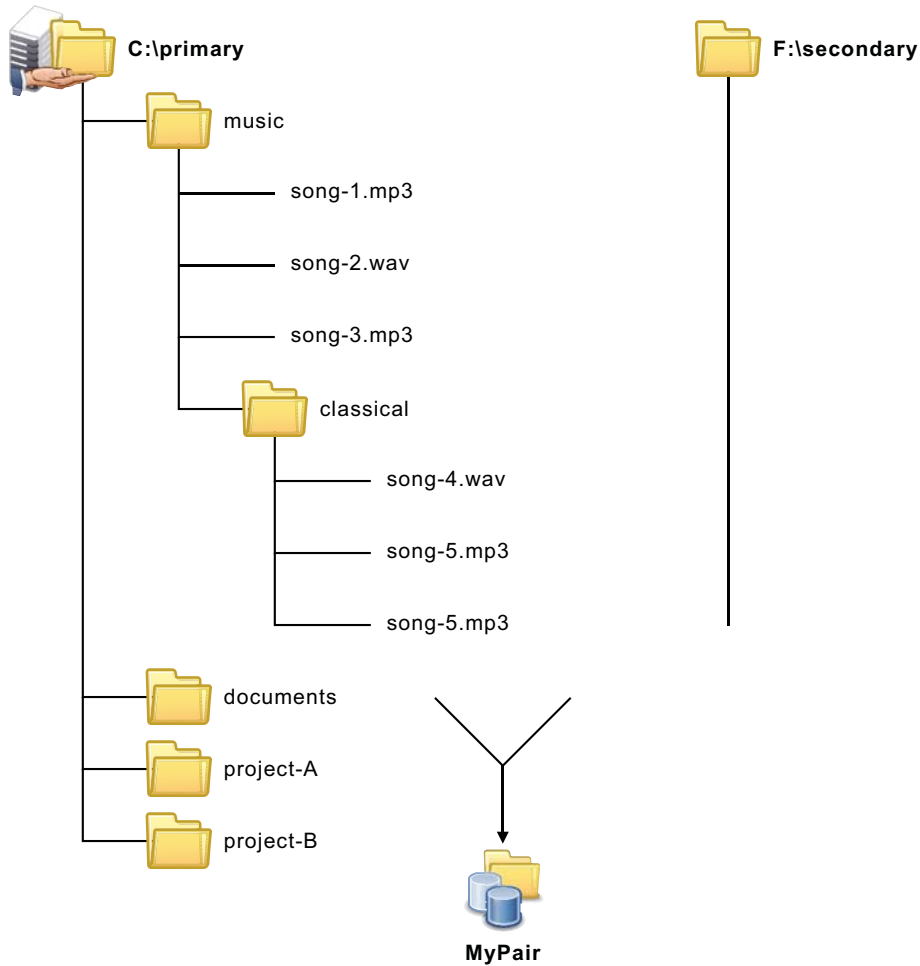 C:\primary
F:\secondary
music
song-1.mp3
song-2.wav
song-3.mp3
classical
song-4.wav
song-5.mp3
song-5.mp3
documents
project-A
project-B
MyPair